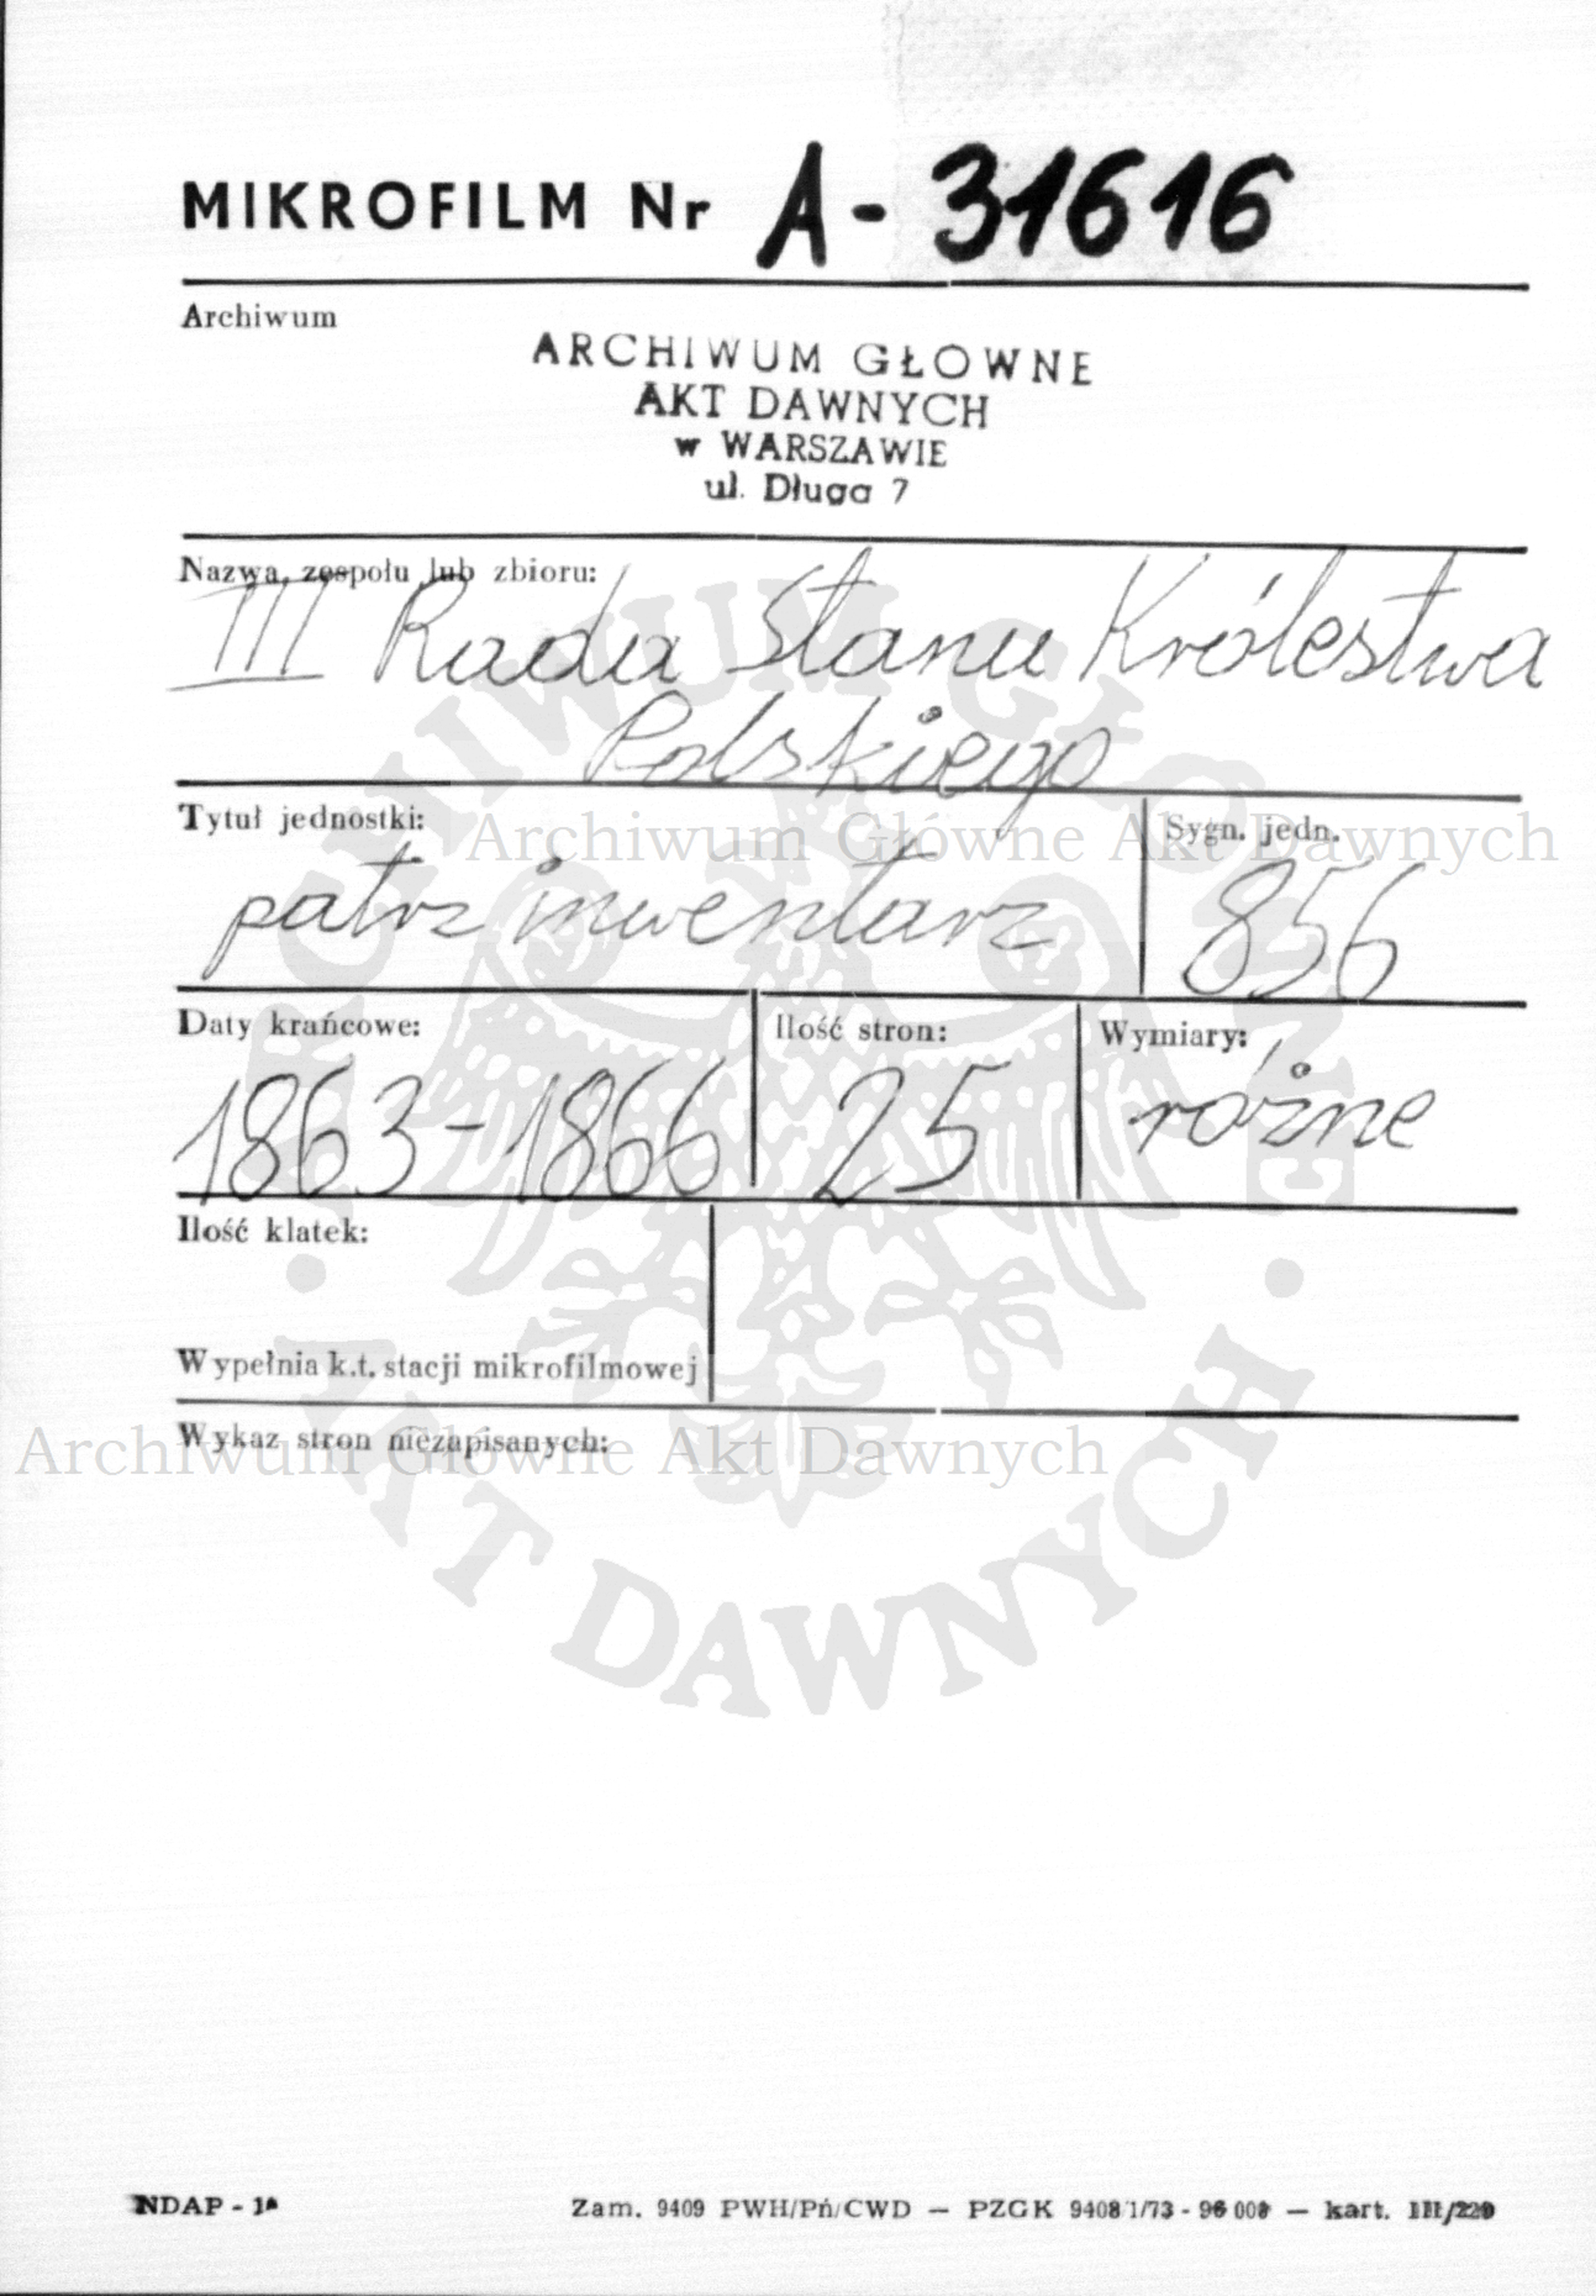 MIKROFILM Nr A-31616
Archiwum
ARCHIWUM GŁOWNE
AKT DAWNYCH
w WARSZAWIE
ul. Długa 7
Nazwa zespołu lub zbioru:
III Rada Stanu Królestwa
Polskiego
Tytuł jednostki:
Sygn. jedn.
Archiwum Główne Akt Dawnych
patrz inwentarz
856
Daty krańcowe:
Ilość stron:
Wymiary:
1863-1866
25
różne
Ilość klatek:
Wypełnia k.t. stacji mikrofilmowej
Wykaz stron niezapisanych:
Archiwum Główne Akt Dawnych
ARCHIWUM GŁÓWNE
· AKT DAWNYCH ·
NDAP - 1
Zam. 9409 PWH/Pń/CWD — PZGK 9408 1/73 - 96 000 — kart. III/220